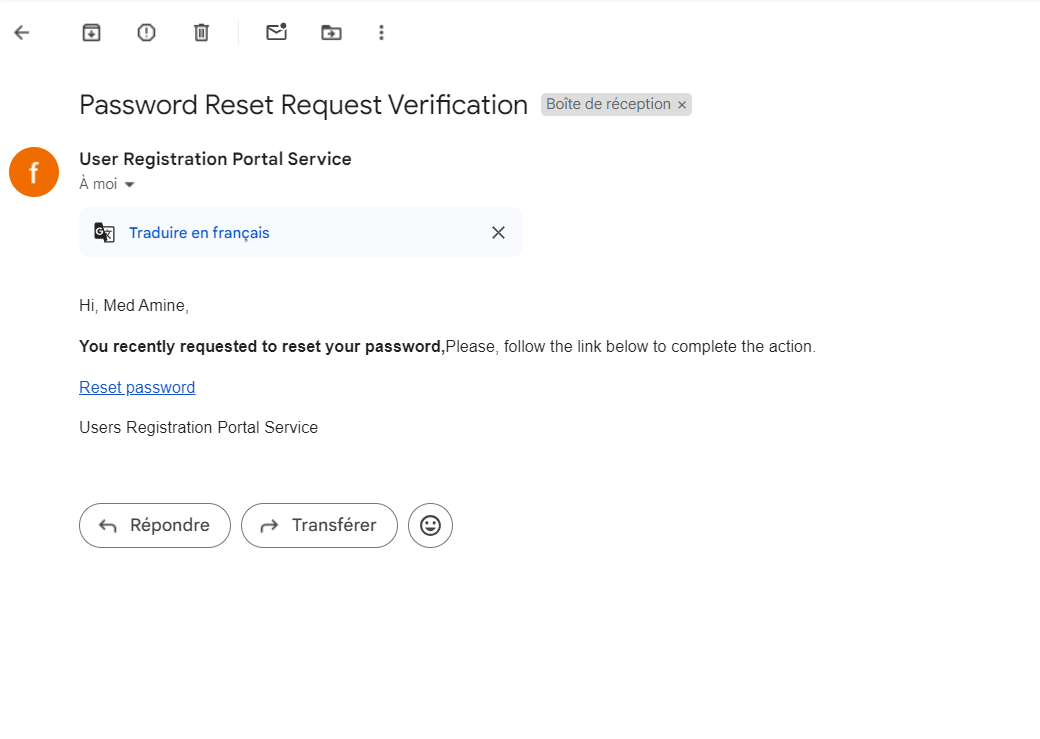 Password Reset Request Verification Boîte de réception ×
f
User Registration Portal Service
À moi
Traduire en français
Hi, Med Amine,
You recently requested to reset your password,Please, follow the link below to complete the action.
Reset password
Users Registration Portal Service
Répondre Transférer